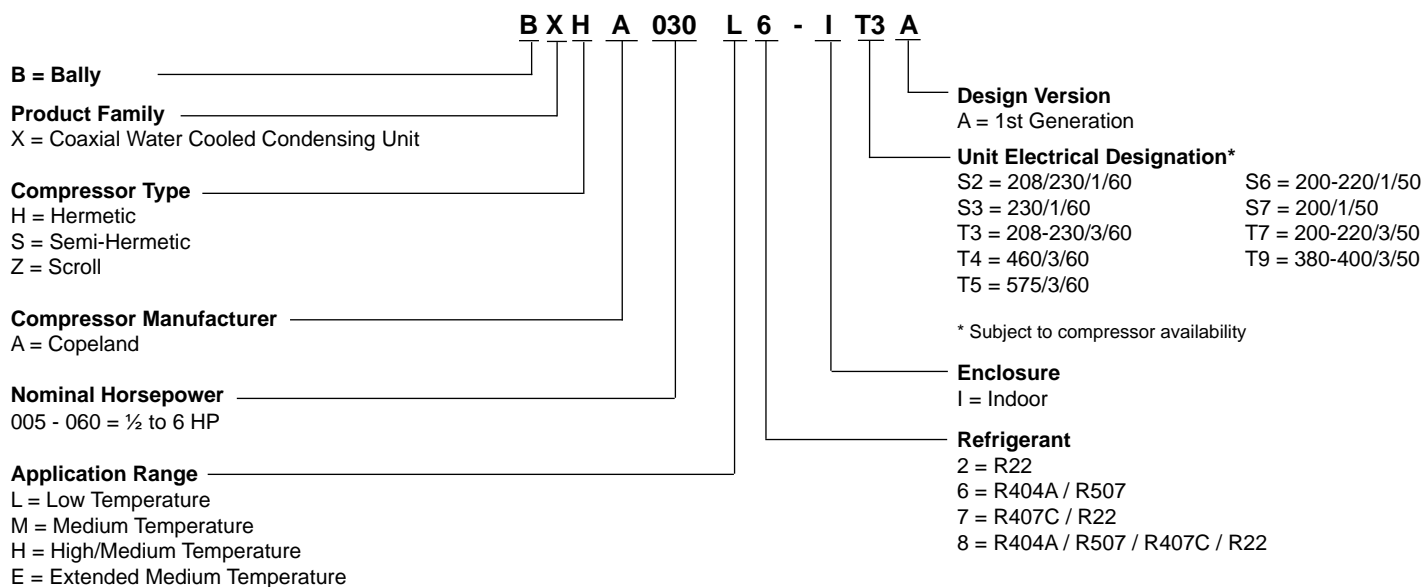 B X H A 030 L 6 - I T3 A
B = Bally
Product Family
X = Coaxial Water Cooled Condensing Unit
Compressor Type
H = Hermetic
S = Semi-Hermetic
Z = Scroll
Compressor Manufacturer
A = Copeland
Nominal Horsepower
005 - 060 = ½ to 6 HP
Application Range
L = Low Temperature
M = Medium Temperature
H = High/Medium Temperature
E = Extended Medium Temperature
Design Version
A = 1st Generation
Unit Electrical Designation*
S2 = 208/230/1/60
S3 = 230/1/60
T3 = 208-230/3/60
T4 = 460/3/60
T5 = 575/3/60
S6 = 200-220/1/50
S7 = 200/1/50
T7 = 200-220/3/50
T9 = 380-400/3/50
* Subject to compressor availability
Enclosure
I = Indoor
Refrigerant
2 = R22
6 = R404A / R507
7 = R407C / R22
8 = R404A / R507 / R407C / R22